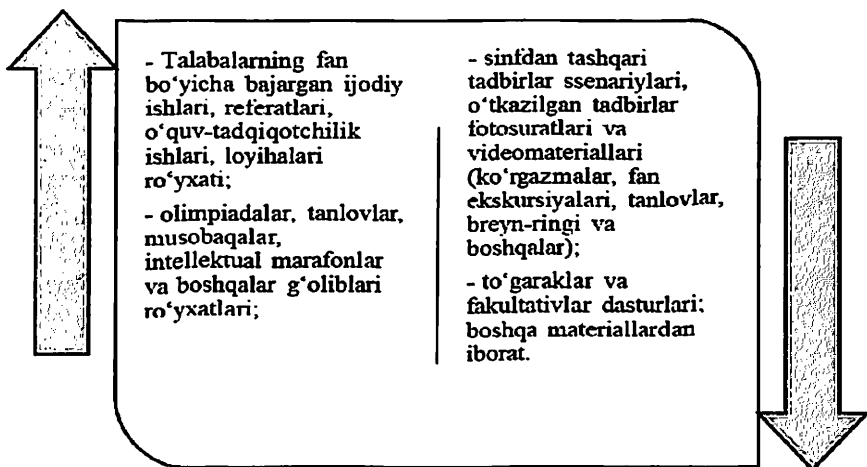 - Talabalarning fan
bo‘yicha bajargan ijodiy
ishlari, referatlari,
o‘quv-tadqiqotchilik
ishlari, loyihalari
ro‘yxati;
- olimpiadalar, tanlovlar,
musobaqalar,
intellektual marafonlar
va boshqalar g‘oliblari
ro‘yxatlari;
- sinfdan tashqari
tadbirlar ssenariylari,
o‘tkazilgan tadbirlar
fotosuratlari va
videomateriallari
(ko‘rgazmalar, fan
ekskursiyalari, tanlovlar,
breyn-ringi va
boshqalar);
- to‘garaklar va
fakultativlar dasturlari;
boshqa materiallardan
iborat.